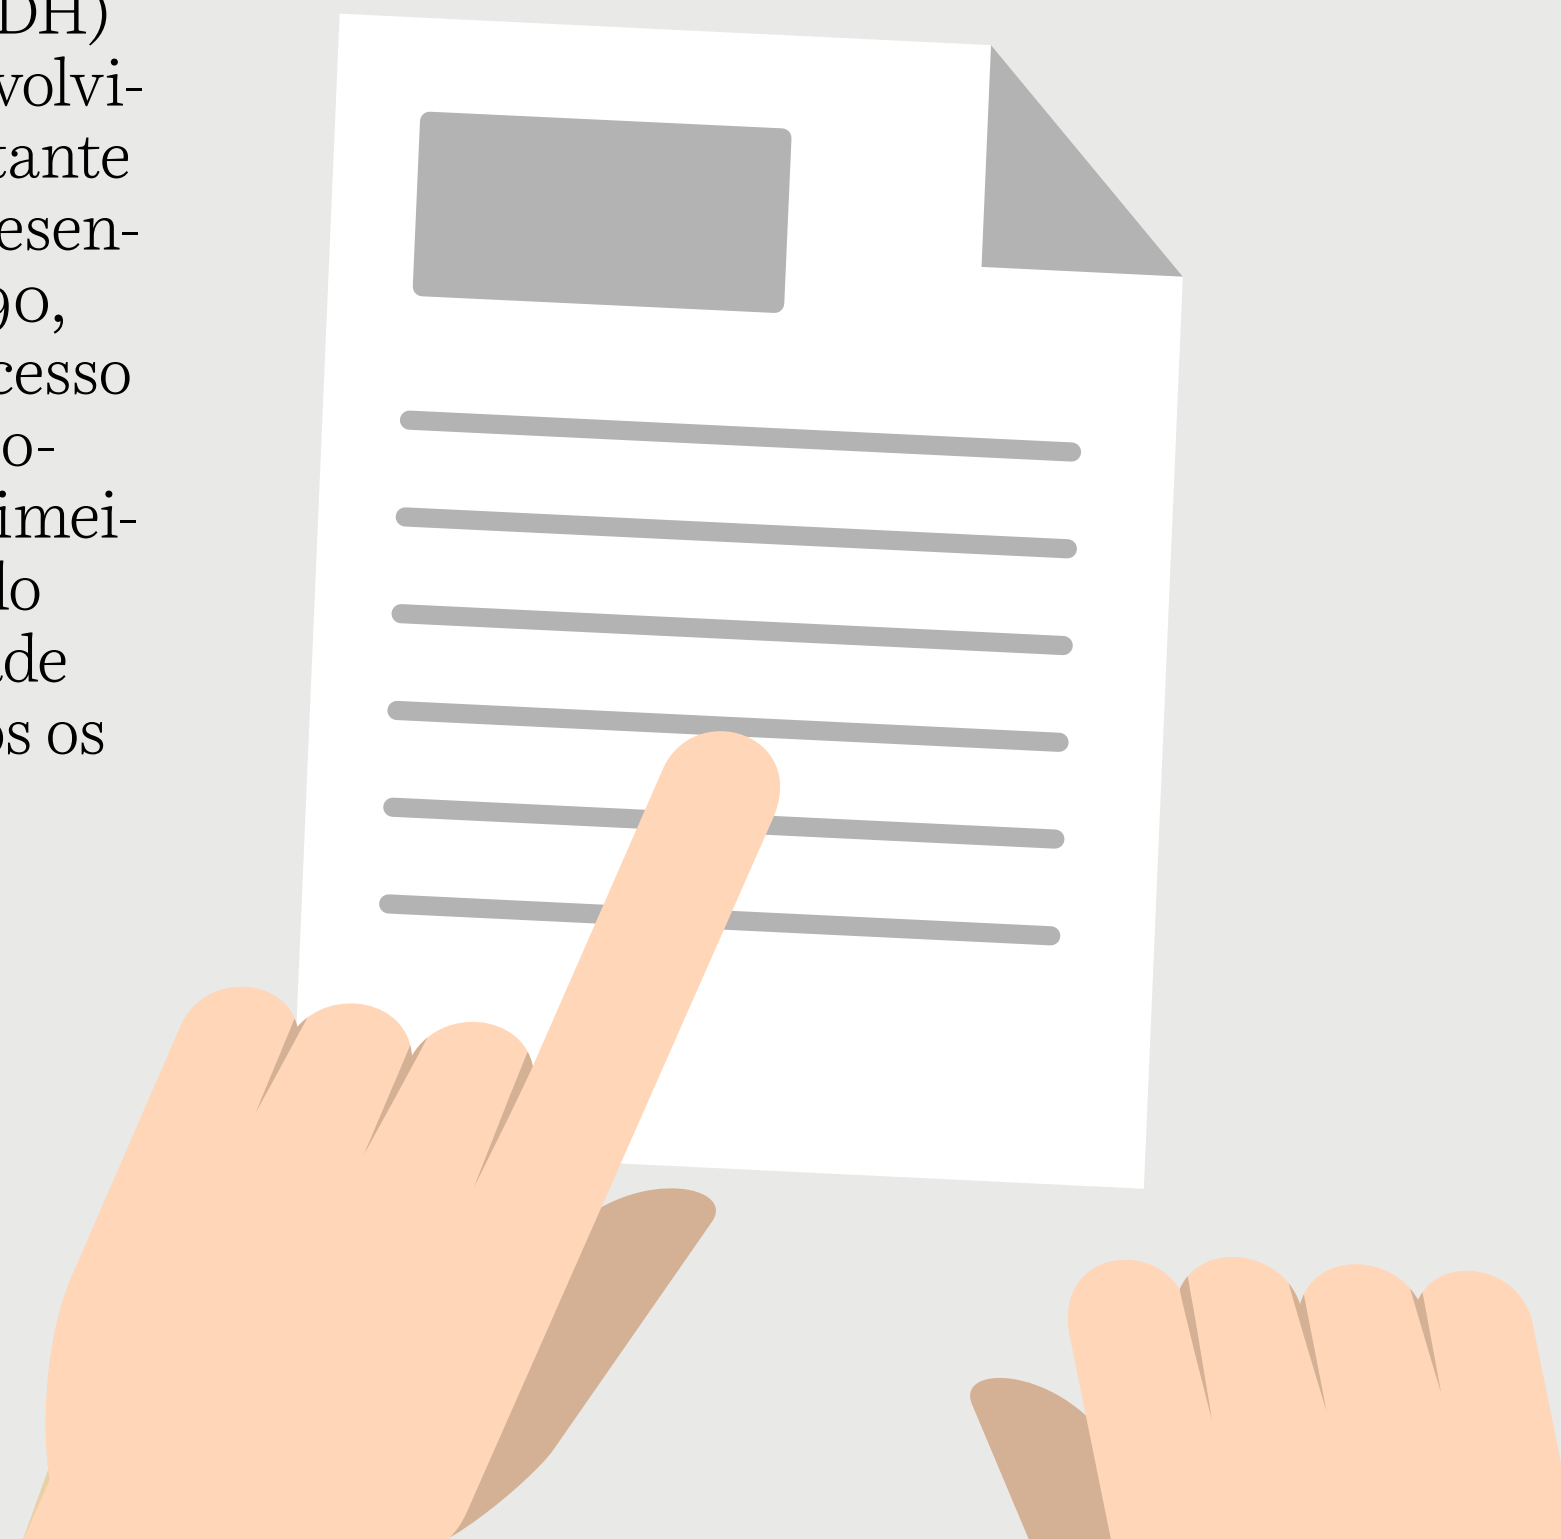 DH)
volvi-
tante
esen-
90,
cesso
o-
imei-
lo
de
os os